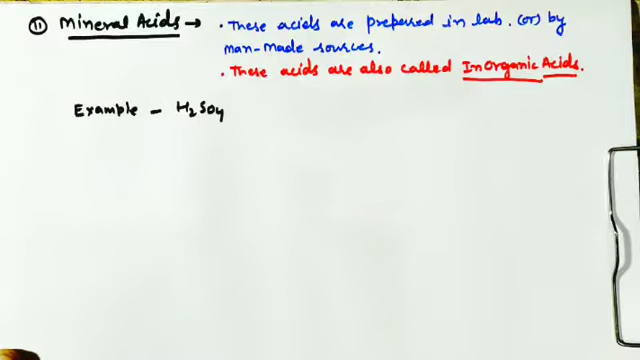 (11) Mineral Acids → • These acids are prepared in lab. (or) by
man-made sources.
• These acids are also called InOrganic Acids.
Example - H₂SO₄